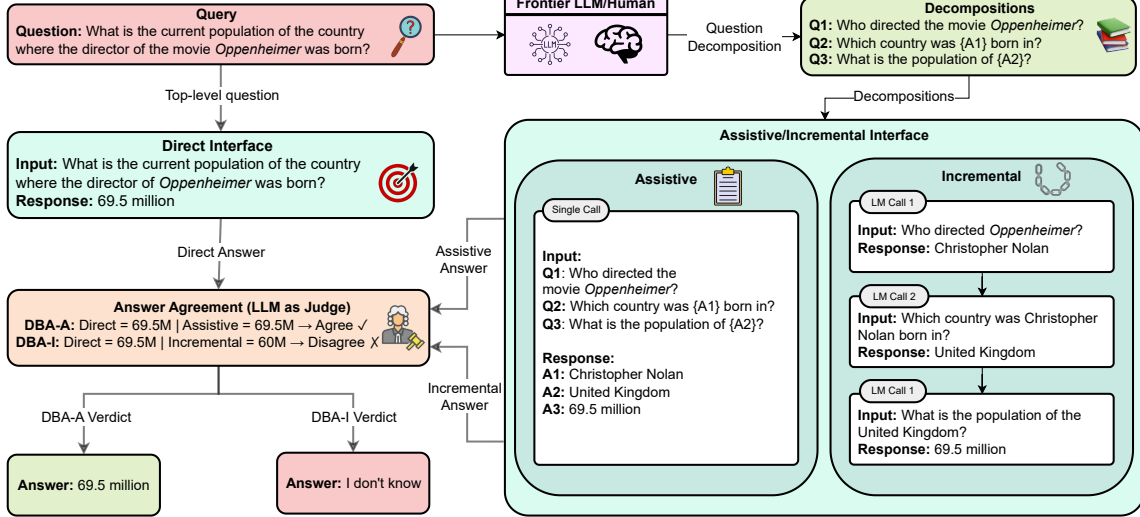 Query
Question: What is the current population of the country
where the director of the movie Oppenheimer was born?
Frontier LLM/Human
LLM
Question
Decomposition
Decompositions
Q1: Who directed the movie Oppenheimer?
Q2: Which country was {A1} born in?
Q3: What is the population of {A2}?
Top-level question
Decompositions
Direct Interface
Input: What is the current population of the country
where the director of Oppenheimer was born?
Response: 69.5 million
Direct Answer
Answer Agreement (LLM as Judge)
DBA-A: Direct = 69.5M | Assistive = 69.5M → Agree ✓
DBA-I: Direct = 69.5M | Incremental = 60M → Disagree ✗
DBA-A Verdict
DBA-I Verdict
Answer: 69.5 million
Answer: I don't know
Assistive
Answer
Incremental
Answer
Assistive/Incremental Interface
Assistive
Single Call
Input:
Q1: Who directed the
movie Oppenheimer?
Q2: Which country was {A1} born in?
Q3: What is the population of {A2}?
Response:
A1: Christopher Nolan
A2: United Kingdom
A3: 69.5 million
Incremental
LM Call 1
Input: Who directed Oppenheimer?
Response: Christopher Nolan
LM Call 2
Input: Which country was Christopher
Nolan born in?
Response: United Kingdom
LM Call 1
Input: What is the population of the
United Kingdom?
Response: 69.5 million